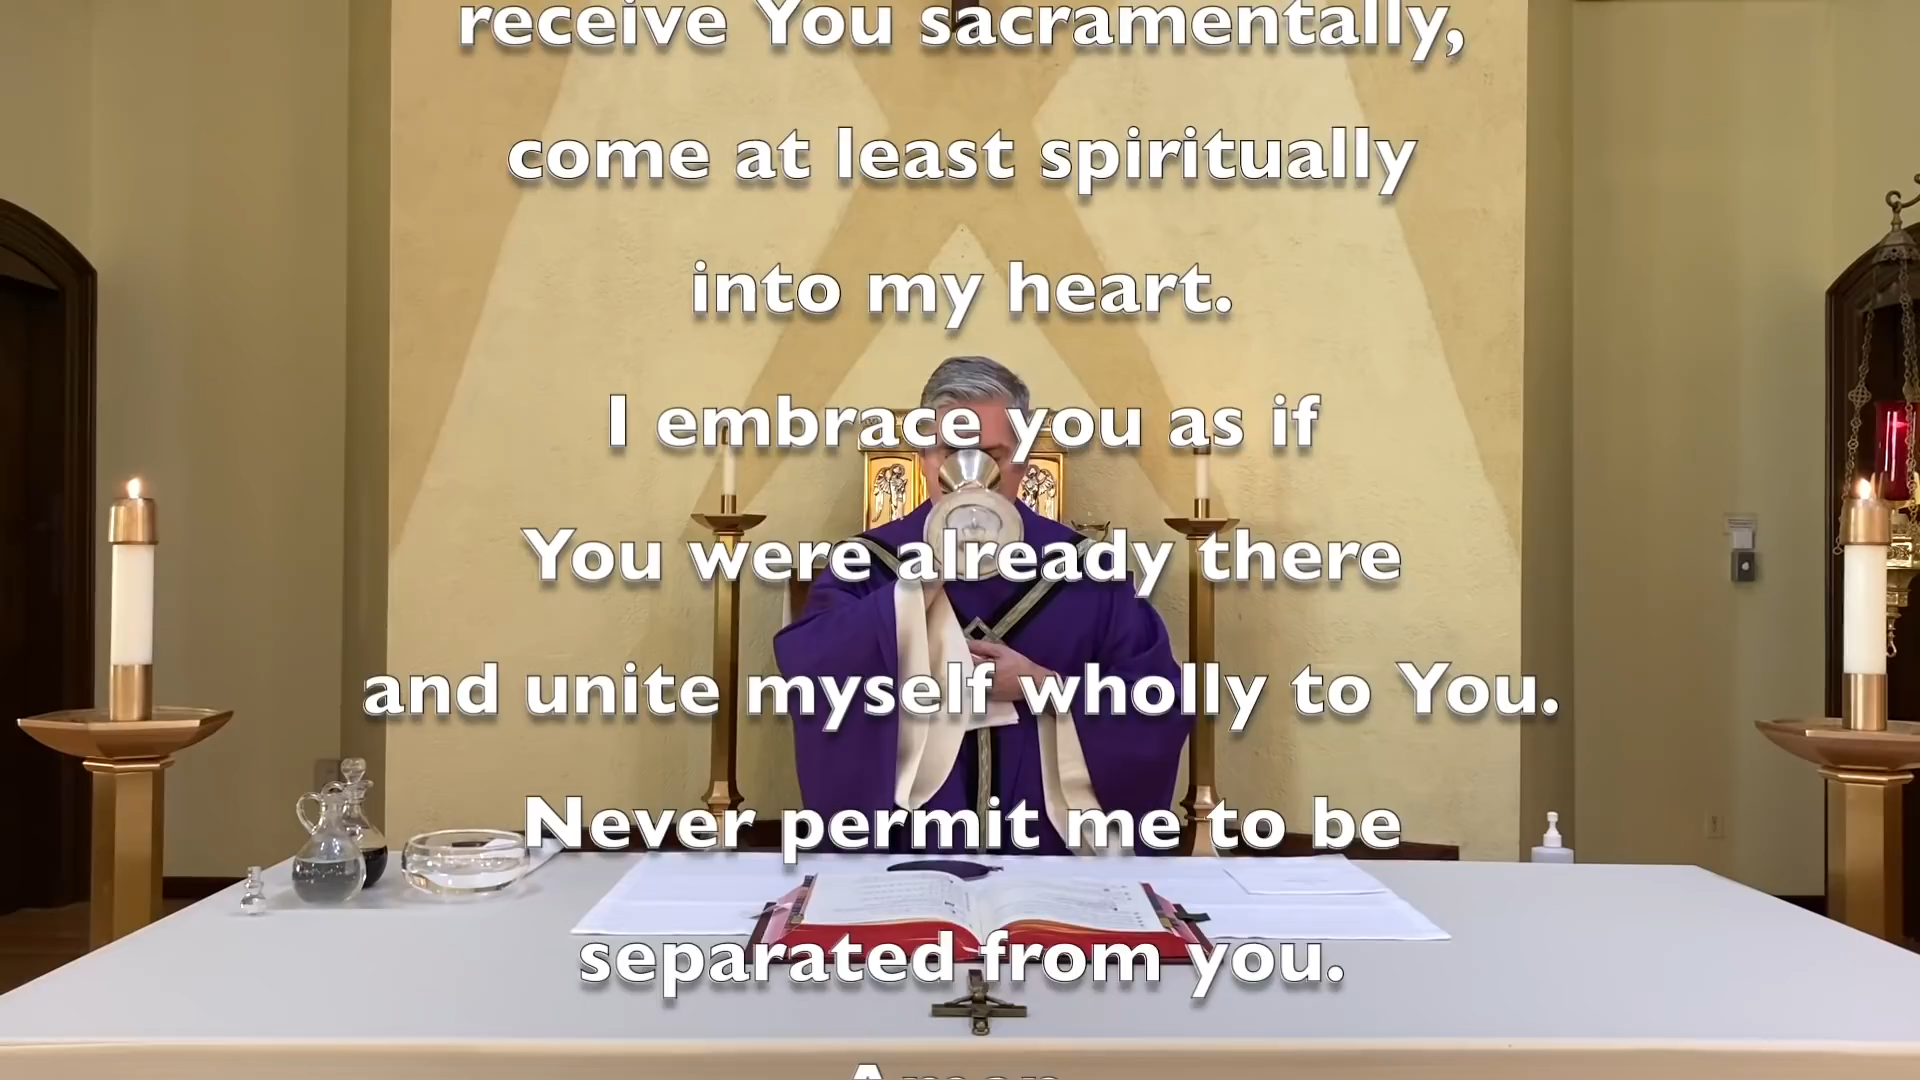 receive You sacramentally,
come at least spiritually
into my heart.
I embrace you as if
You were already there
and unite myself wholly to You.
Never permit me to be
separated from you.
Amen.